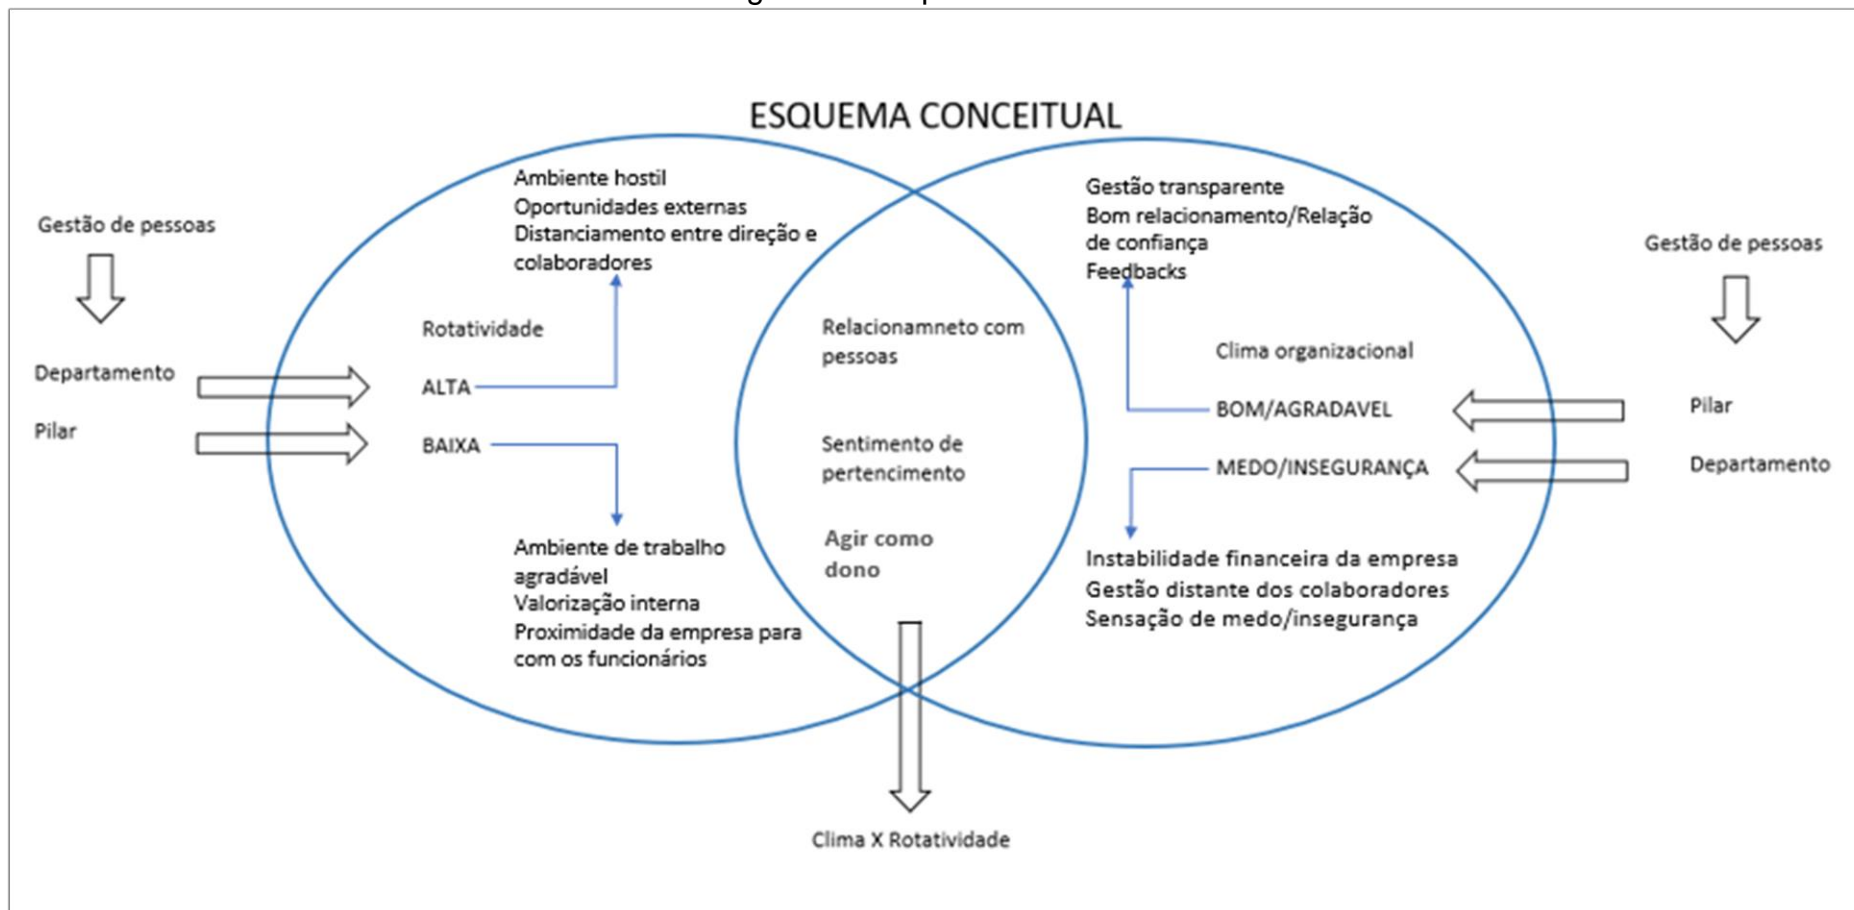 ESQUEMA CONCEITUAL
Gestão de pessoas
Departamento
Pilar
Ambiente hostil
Oportunidades externas
Distanciamento entre direção e
colaboradores
Rotatividade
ALTA
BAIXA
Ambiente de trabalho
agradável
Valorização interna
Proximidade da empresa para
com os funcionários
Relacionamneto com
pessoas
Sentimento de
pertencimento
Agir como
dono
Gestão transparente
Bom relacionamento/Relação
de confiança
Feedbacks
Clima organizacional
BOM/AGRADAVEL
MEDO/INSEGURANÇA
Instabilidade financeira da empresa
Gestão distante dos colaboradores
Sensação de medo/insegurança
Gestão de pessoas
Pilar
Departamento
Clima X Rotatividade